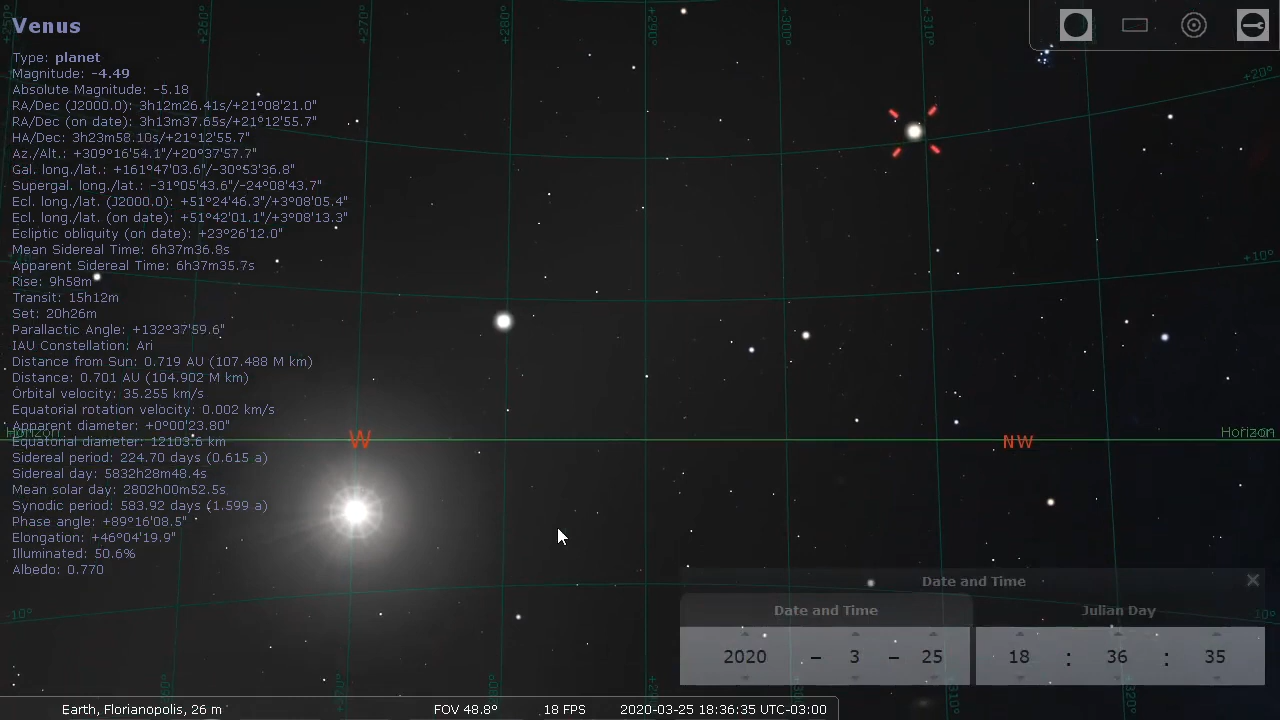 Venus
Type: planet
Magnitude: -4.49
Absolute Magnitude: -5.18
RA/Dec (J2000.0): 3h12m26.41s/+21°08'21.0"
RA/Dec (on date): 3h13m37.65s/+21°12'55.7"
HA/Dec: 3h23m58.10s/+21°12'55.7"
Az./Alt.: +309°16'54.1"/+20°37'57.7"
Gal. long./lat.: +161°47'03.6"/-30°53'36.8"
Supergal. long./lat.: -31°05'43.6"/-24°08'43.7"
Ecl. long./lat. (J2000.0): +51°24'46.3"/+3°08'05.4"
Ecl. long./lat. (on date): +51°42'01.1"/+3°08'13.3"
Ecliptic obliquity (on date): +23°26'12.0"
Mean Sidereal Time: 6h37m36.8s
Apparent Sidereal Time: 6h37m35.7s
Rise: 9h58m
Transit: 15h12m
Set: 20h26m
Parallactic Angle: +132°37'59.6"
IAU Constellation: Ari
Distance from Sun: 0.719 AU (107.488 M km)
Distance: 0.701 AU (104.902 M km)
Orbital velocity: 35.255 km/s
Equatorial rotation velocity: 0.002 km/s
Apparent diameter: +0°00'23.80"
Equatorial diameter: 12103.6 km
Sidereal period: 224.70 days (0.615 a)
Sidereal day: 5832h28m48.4s
Mean solar day: 2802h00m52.5s
Synodic period: 583.92 days (1.599 a)
Phase angle: +89°16'08.5"
Elongation: +46°04'19.9"
Illuminated: 50.6%
Albedo: 0.770
+250°
+260°
+270°
+280°
+290°
+300°
+310°
+20°
+10°
Horizon
W
NW
Horizon
-10°
Date and Time
Date and Time
Julian Day
2020 - 3 - 25
18 : 36 : 35
+270°
+310°
+320°
Earth, Florianopolis, 26 m
FOV 48.8°
18 FPS
2020-03-25 18:36:35 UTC-03:00